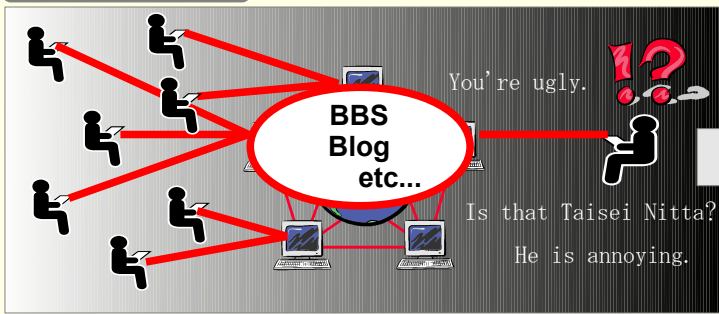 You're ugly.
BBS
Blog
etc...
Is that Taisei Nitta?
He is annoying.